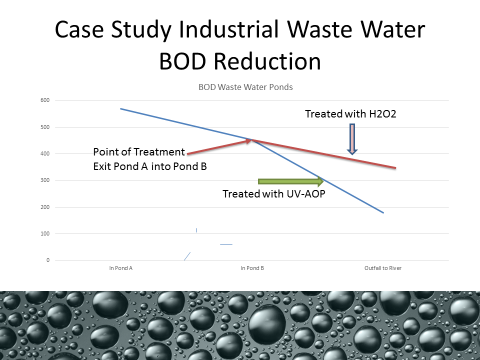 Case Study Industrial Waste Water
BOD Reduction
BOD Waste Water Ponds
600
500
400
300
200
100
0
Treated with H2O2
Point of Treatment
Exit Pond A into Pond B
Treated with UV-AOP
In Pond A
In Pond B
Outfall to River